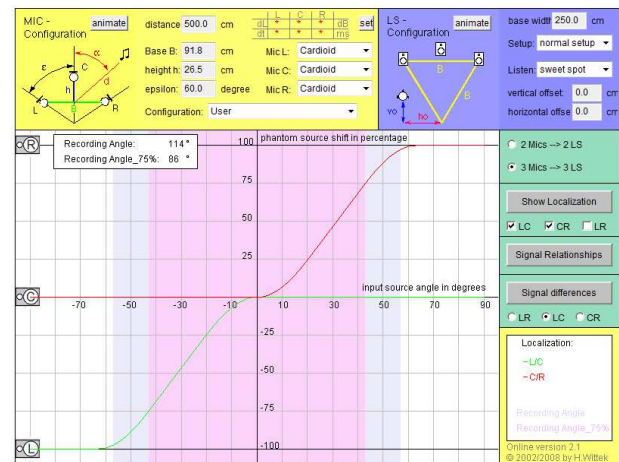 MIC -
Configuration
animate
distance 500.0 cm
L C R
dL * * * dB
dt * * * ms
set
Base B: 91.8 cm
Mic L: Cardioid
height h: 26.5 cm
Mic C: Cardioid
epsilon: 60.0 degree
Mic R: Cardioid
Configuration: User
ε α C d h L B R
LS -
Configuration
animate
B B B
vo ho
base width 250.0 cm
Setup: normal setup
Listen: sweet spot
vertical offset: 0.0 cm
horizontal offse 0.0 cm
Recording Angle: 114 °
Recording Angle_75%: 86 °
phantom source shift in percentage
R
100
75
50
25
input source angle in degrees
C
-70 -50 -30 -10 10 30 50 70 90
-25
-50
-75
-100
L
2 Mics --> 2 LS
3 Mics --> 3 LS
Show Localization
LC CR LR
Signal Relationships
Signal differences
LR LC CR
Localization:
- L/C
- C/R
Recording Angle
Recording Angle_75%
Online version 2.1
© 2002/2008 by H.Wittek